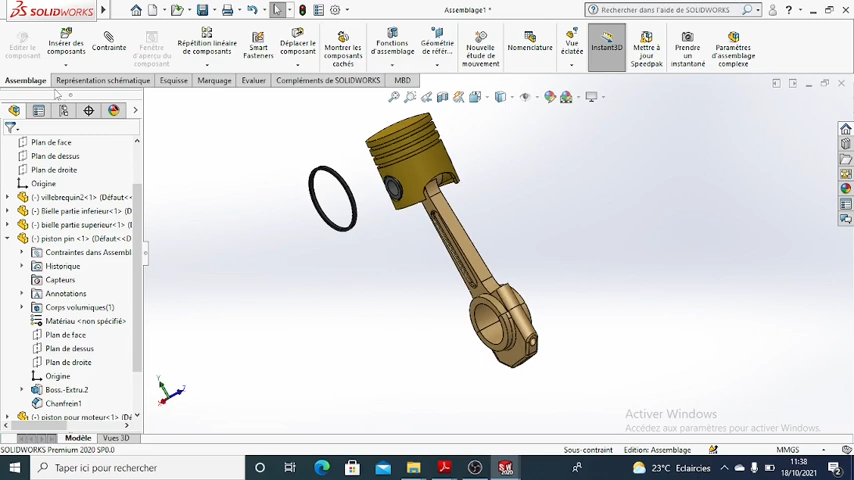 SOLIDWORKS
Assemblage1 *
Rechercher dans l'aide de SOLIDWORKS
Editer le composant
Insérer des composants
Contrainte
Fenêtre d'aperçu du composant
Répétition linéaire de composants
Smart Fasteners
Déplacer le composant
Montrer les composants cachés
Fonctions d'assemblage
Géométrie de référ...
Nouvelle étude de mouvement
Nomenclature
Vue éclatée
Instant3D
Mettre à jour Speedpak
Prendre un instantané
Paramètres d'assemblage complexe
Assemblage
Représentation schématique
Esquisse
Marquage
Evaluer
Compléments de SOLIDWORKS
MBD
Plan de face
Plan de dessus
Plan de droite
Origine
(-) villebrequin2<1> (Défaut<<
(-) Bielle partie inferieur<1> (D
(-) bielle partie superieur<1> (D
(-) piston pin <1> (Défaut<<D
Contraintes dans Assembl
Historique
Capteurs
Annotations
Corps volumiques(1)
Matériau <non spécifié>
Plan de face
Plan de dessus
Plan de droite
Origine
Boss.-Extru.2
Chanfrein1
(-) piston pour moteur<1> (D
Y
Z
X
Activer Windows
Accédez aux paramètres pour activer Windows.
Modèle
Vues 3D
SOLIDWORKS Premium 2020 SP0.0
Sous-contraint
Edition: Assemblage
MMGS
Taper ici pour rechercher
23°C Eclaircies
11:38
18/10/2021
2